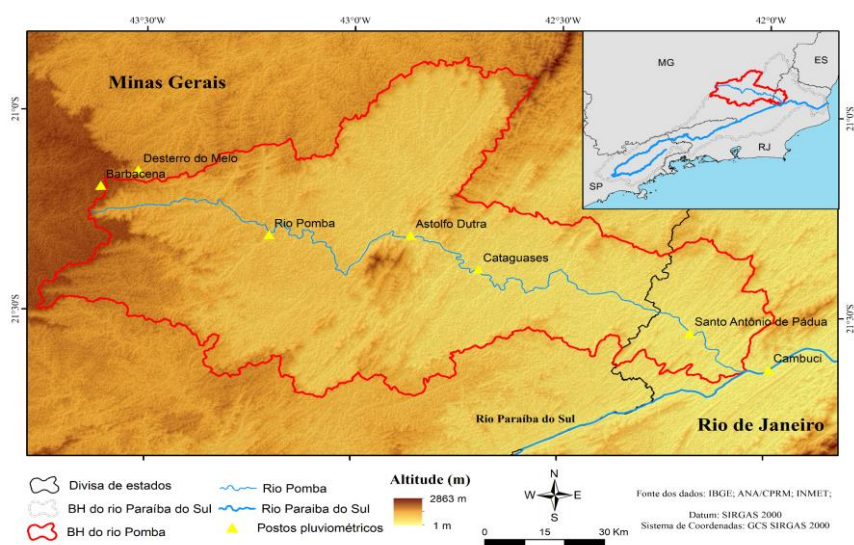 43°30'S
43°0'S
42°30'S
42°0'S
21°0'S
21°30'S
Minas Gerais
Desterro do Melo
Barbacena
Rio Pomba
Astolfo Dutra
Cataguases
Santo Antônio de Pádua
Cambuci
Rio Paraíba do Sul
Rio de Janeiro
MG
ES
RJ
SP
21°0'S
21°30'S
Divisa de estados
BH do rio Paraíba do Sul
BH do rio Pomba
Rio Pomba
Rio Paraíba do Sul
Postos pluviométricos
Altitude (m)
2863 m
1 m
N
W E
S
0 15 30 Km
Fonte dos dados: IBGE; ANA/CPRM; INMET;
Datum: SIRGAS 2000
Sistema de Coordenadas: GCS SIRGAS 2000